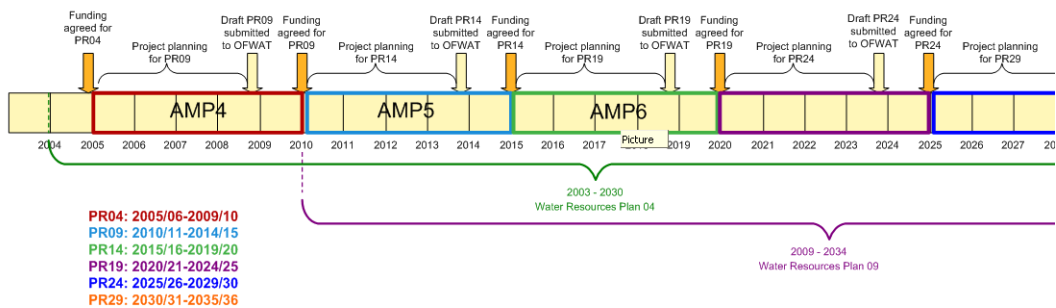 Funding
agreed for
PR04
Project planning
for PR09
Draft PR09
submitted
to OFWAT
Funding
agreed for
PR09
Project planning
for PR14
Draft PR14
submitted
to OFWAT
Funding
agreed for
PR14
Project planning
for PR19
Draft PR19
submitted
to OFWAT
Funding
agreed for
PR19
Project planning
for PR24
Draft PR24
submitted
to OFWAT
Funding
agreed for
PR24
Project planning
for PR29
AMP4
AMP5
AMP6
Picture
2004 2005 2006 2007 2008 2009 2010 2011 2012 2013 2014 2015 2016 2017 2019 2020 2021 2022 2023 2024 2025 2026 2027
2003 - 2030
Water Resources Plan 04
2009 - 2034
Water Resources Plan 09
PR04: 2005/06-2009/10
PR09: 2010/11-2014/15
PR14: 2015/16-2019/20
PR19: 2020/21-2024/25
PR24: 2025/26-2029/30
PR29: 2030/31-2035/36